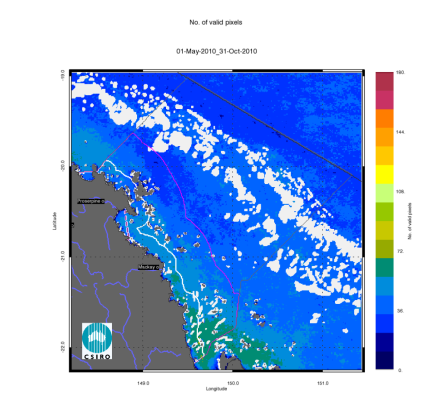 No. of valid pixels
01-May-2010_31-Oct-2010
-19.0
-20.0
-21.0
-22.0
Latitude
Proserpine
Mackay
CSIRO
149.0
150.0
151.0
Longitude
180
144
108
72
36
0
No. of valid pixels